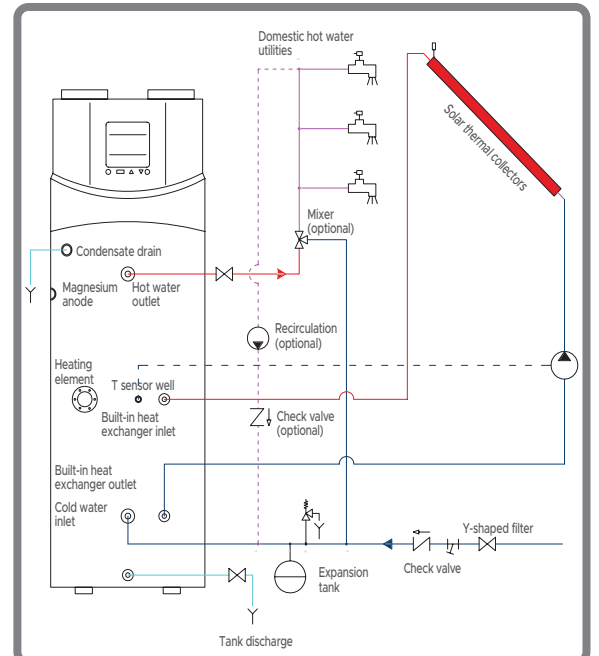 Domestic hot water
utilities
Solar thermal collectors
Mixer
(optional)
Condensate drain
Magnesium
anode
Hot water
outlet
Recirculation
(optional)
Heating
element
T sensor well
Built-in heat
exchanger inlet
Check valve
(optional)
Built-in heat
exchanger outlet
Cold water
inlet
Y-shaped filter
Check valve
Expansion
tank
Tank discharge